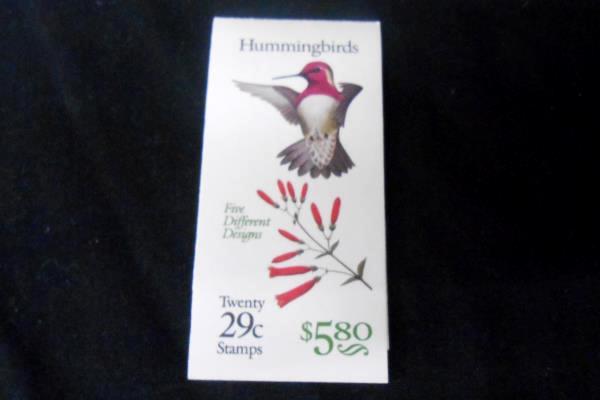 Hummingbirds
Five
Different
Designs
Twenty
29c
Stamps
$5.80